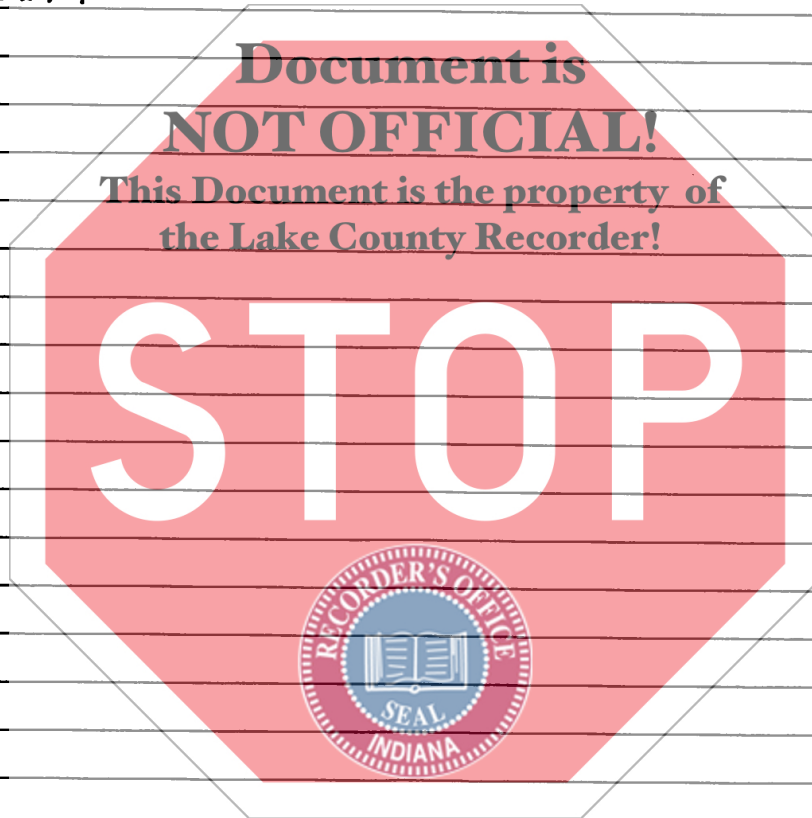 Document is
NOT OFFICIAL!
This Document is the property of
the Lake County Recorder!
STOP
RECORDER'S OFFICE
SEAL
INDIANA